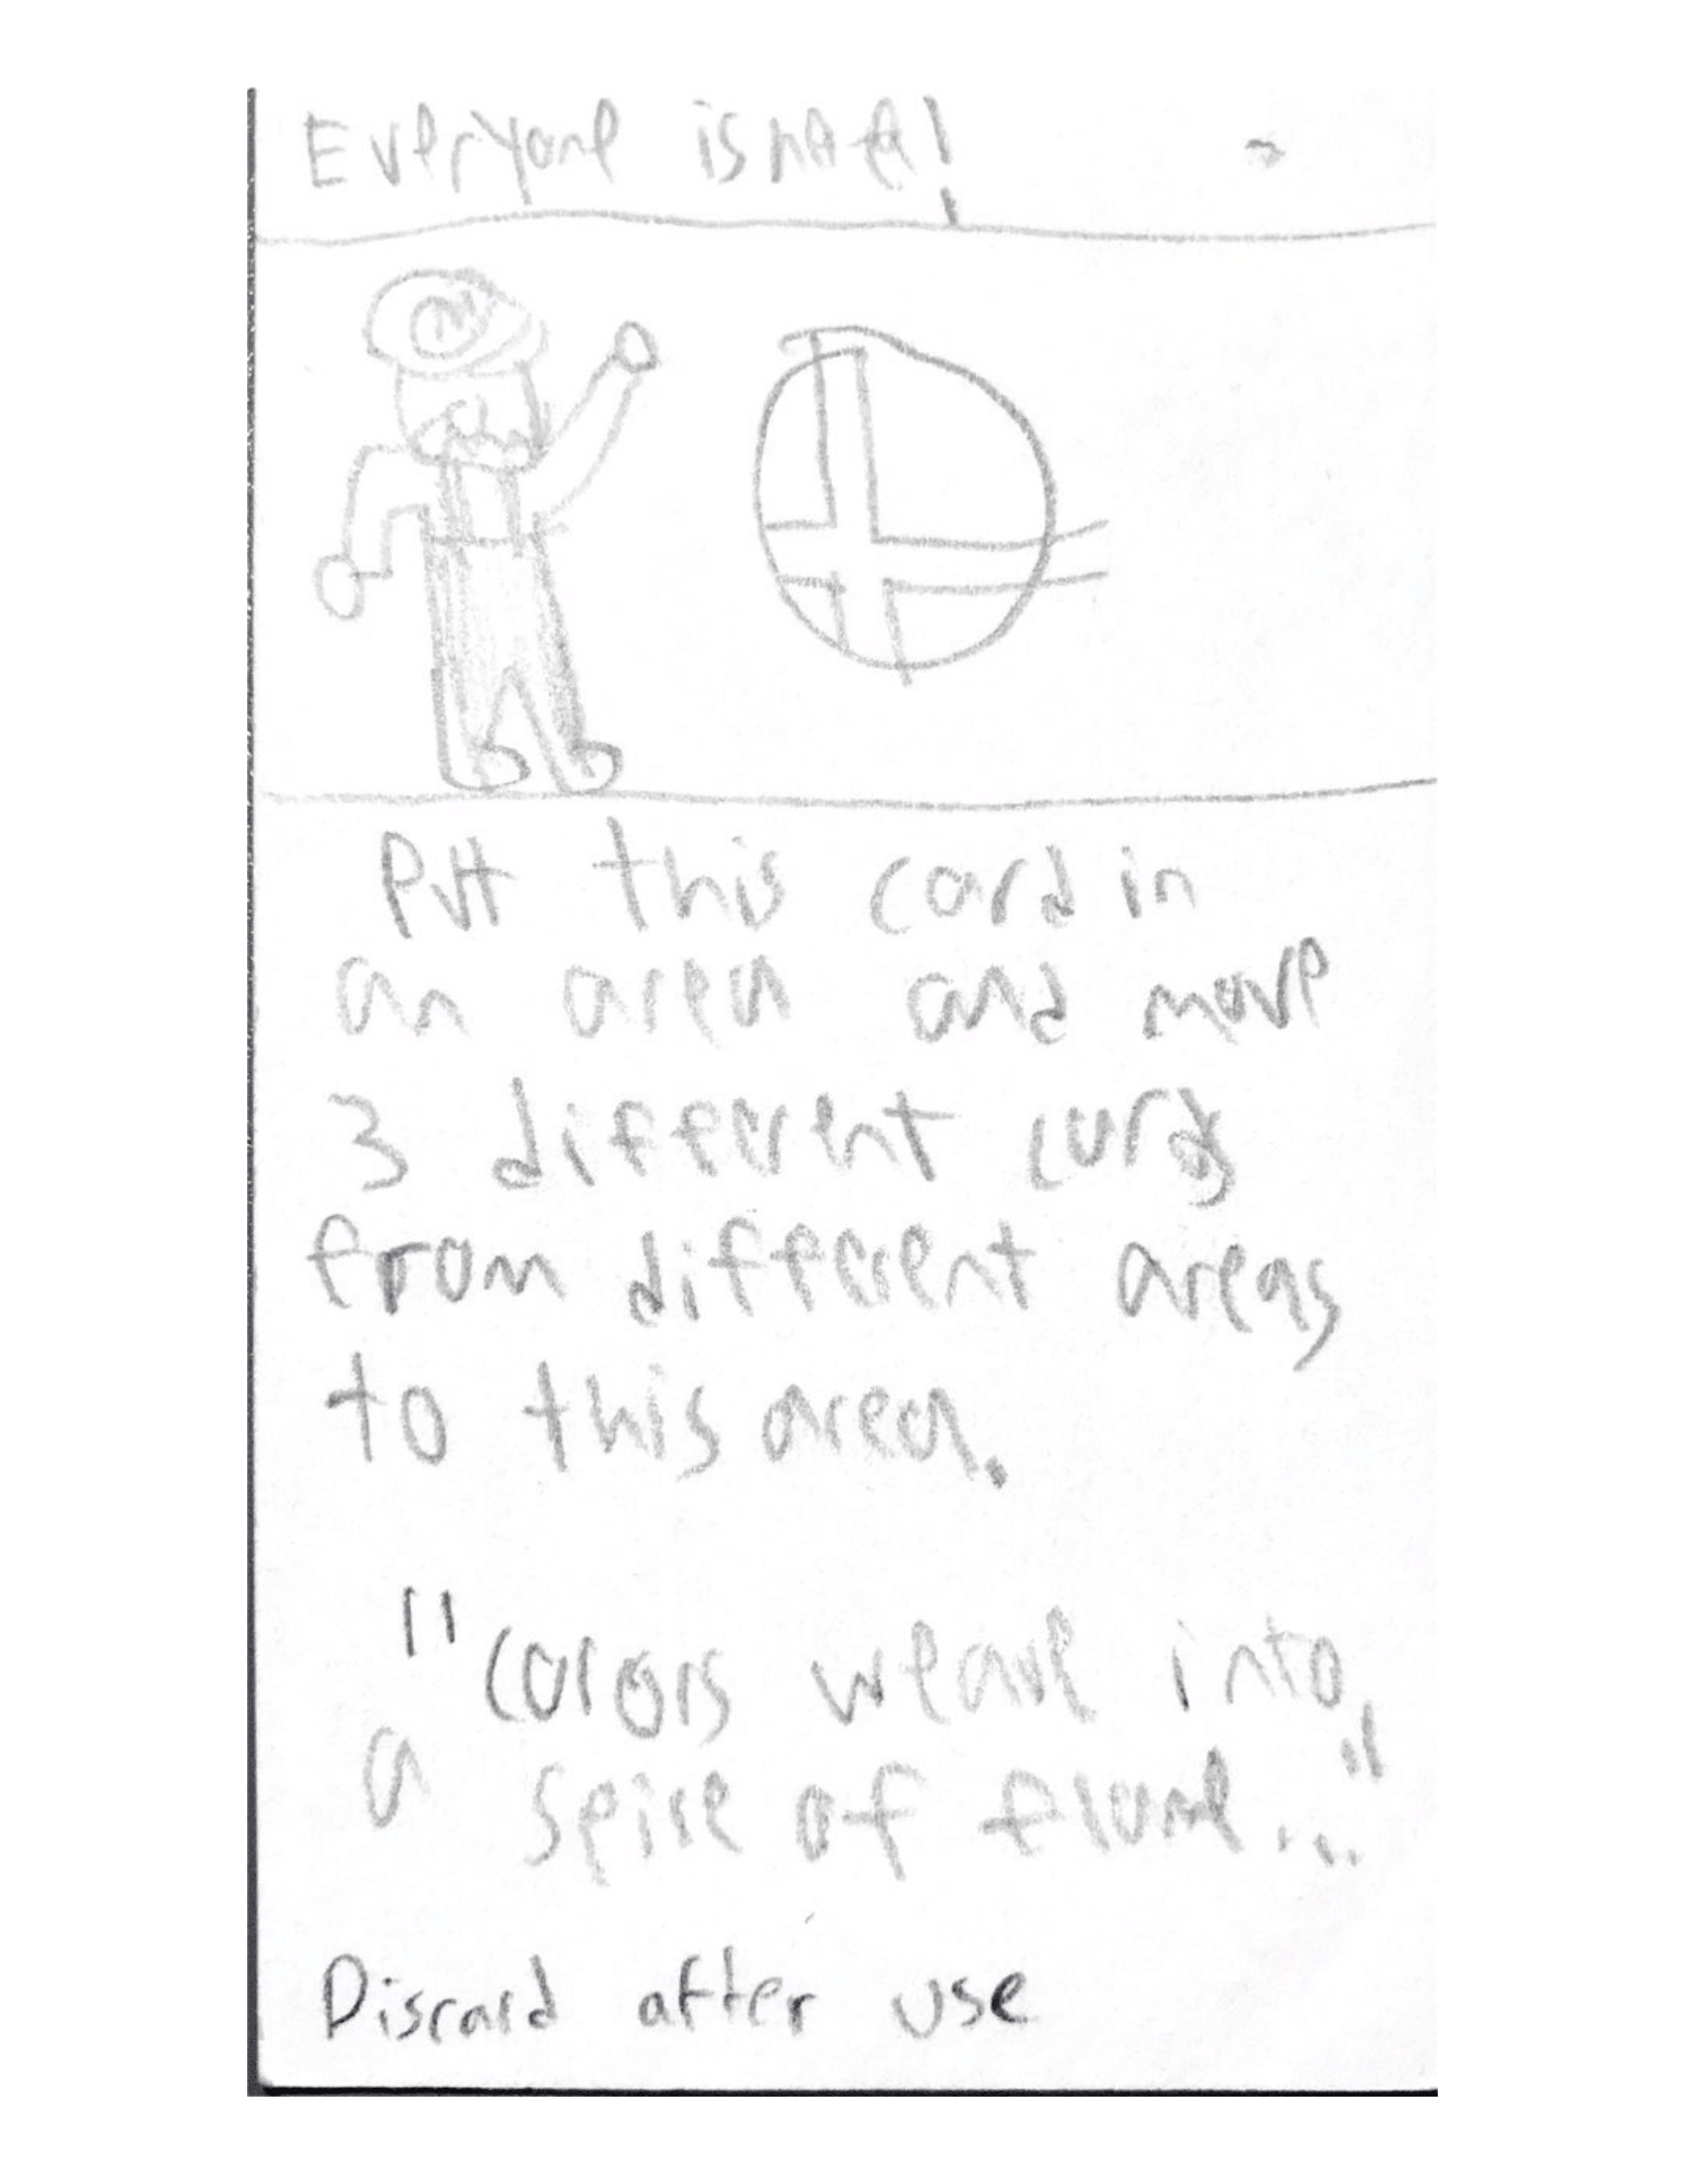 Everyone is here!
M
Putt this card in
an area and move
3 different cards
from different areas
to this area.
"Colors weave into
a spire of flame..."
Discard after use